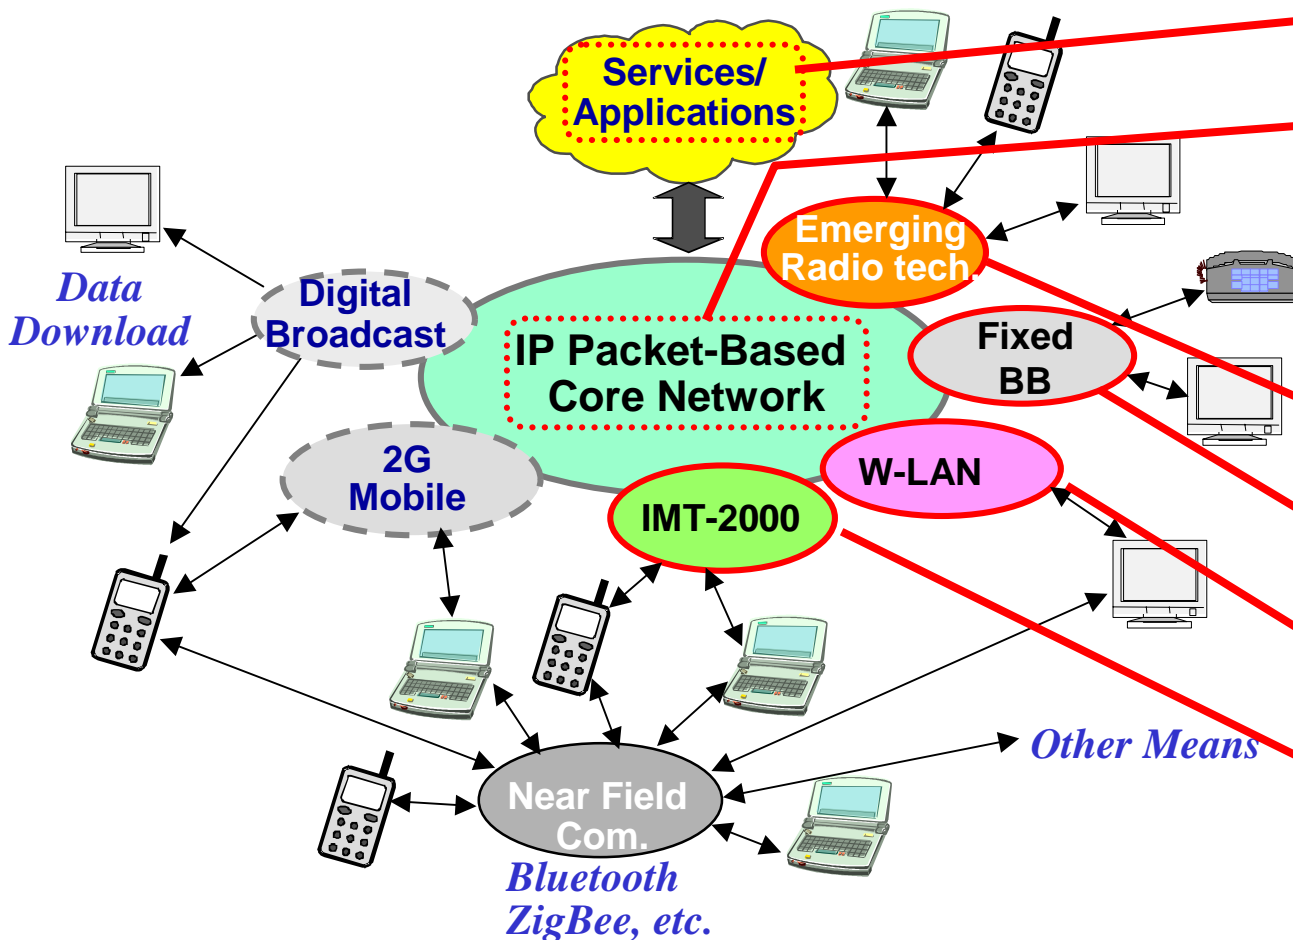 Services/
Applications
Emerging
Radio tech.
Data
Download
Digital
Broadcast
IP Packet-Based
Core Network
Fixed
BB
2G
Mobile
W-LAN
IMT-2000
Other Means
Near Field
Com.
Bluetooth
ZigBee, etc.